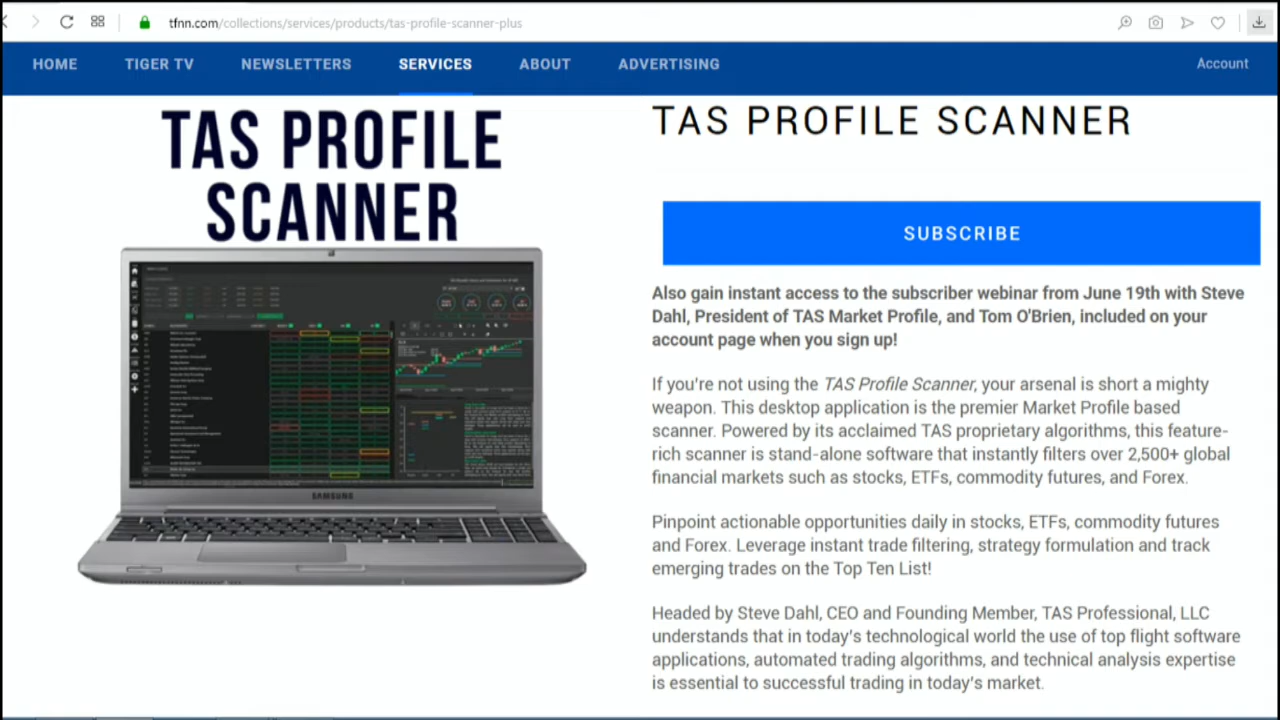 tfnn.com/collections/services/products/tas-profile-scanner-plus
HOME TIGER TV NEWSLETTERS SERVICES ABOUT ADVERTISING Account
TAS PROFILE
SCANNER
SAMSUNG
TAS PROFILE SCANNER
SUBSCRIBE
Also gain instant access to the subscriber webinar from June 19th with Steve
Dahl, President of TAS Market Profile, and Tom O'Brien, included on your
account page when you sign up!
If you're not using the TAS Profile Scanner, your arsenal is short a mighty
weapon. This desktop application is the premier Market Profile based
scanner. Powered by its acclaimed TAS proprietary algorithms, this feature-
rich scanner is stand-alone software that instantly filters over 2,500+ global
financial markets such as stocks, ETFs, commodity futures, and Forex.
Pinpoint actionable opportunities daily in stocks, ETFs, commodity futures
and Forex. Leverage instant trade filtering, strategy formulation and track
emerging trades on the Top Ten List!
Headed by Steve Dahl, CEO and Founding Member, TAS Professional, LLC
understands that in today's technological world the use of top flight software
applications, automated trading algorithms, and technical analysis expertise
is essential to successful trading in today's market.